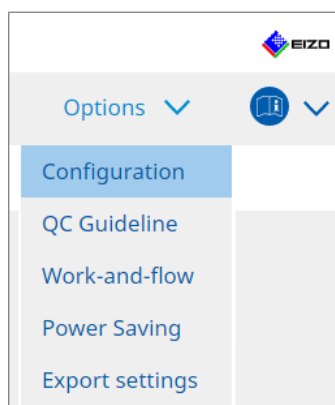 EIZO
Options
Configuration
QC Guideline
Work-and-flow
Power Saving
Export settings